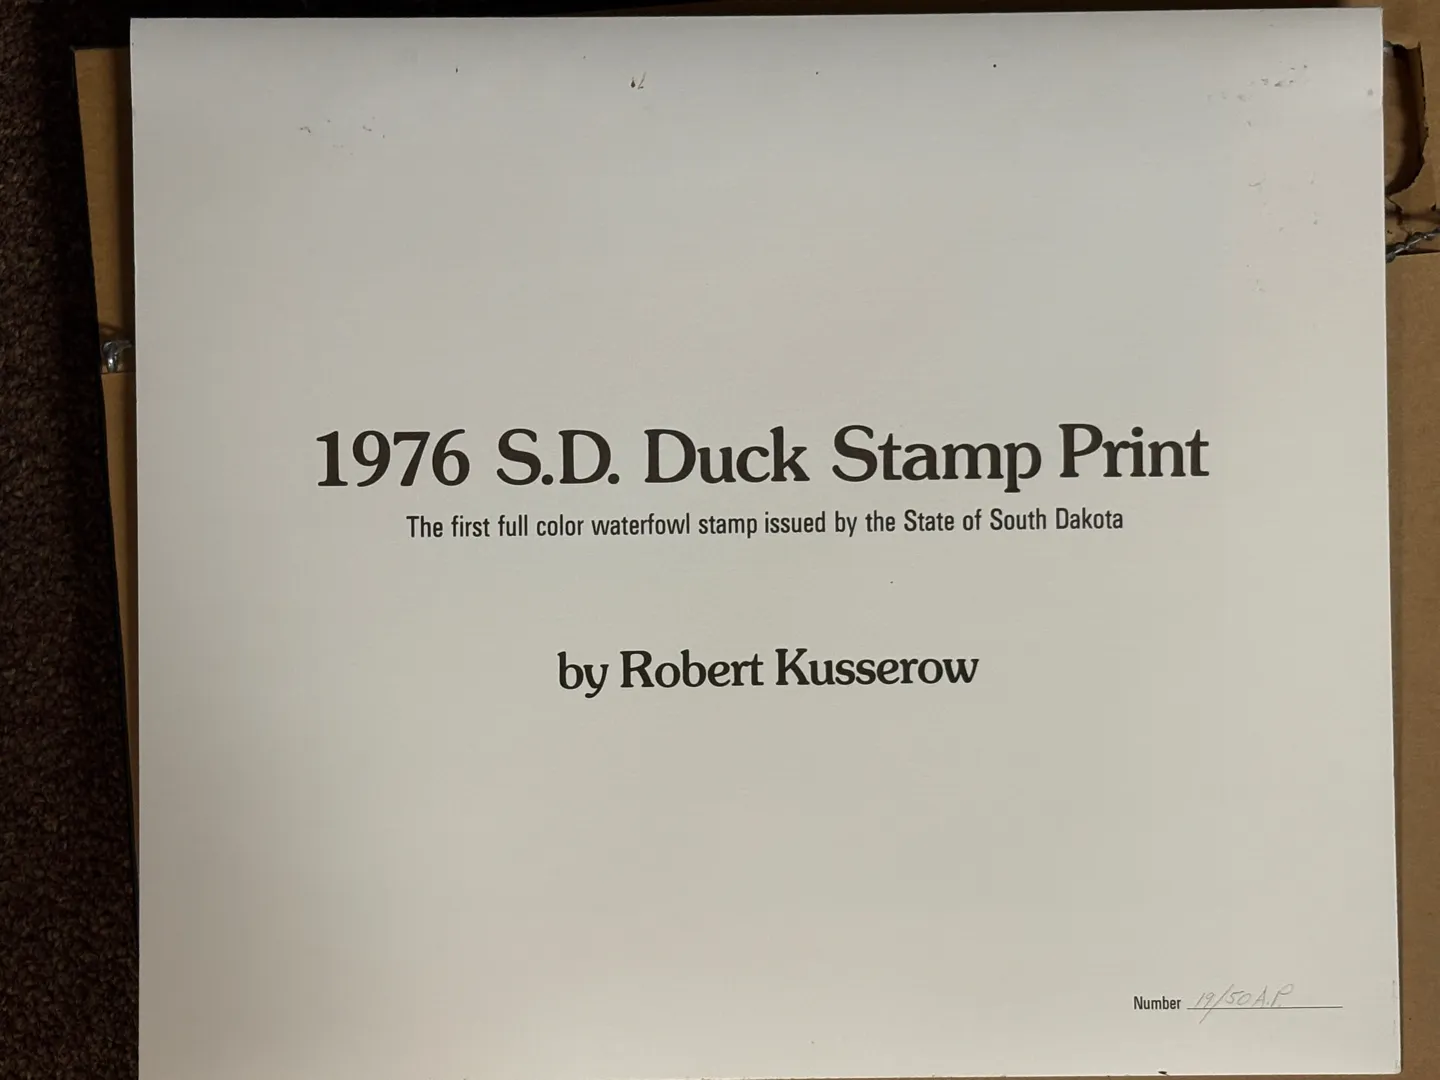 1976 S.D. Duck Stamp Print
The first full color waterfowl stamp issued by the State of South Dakota
by Robert Kusserow
Number 19/50 A.P.